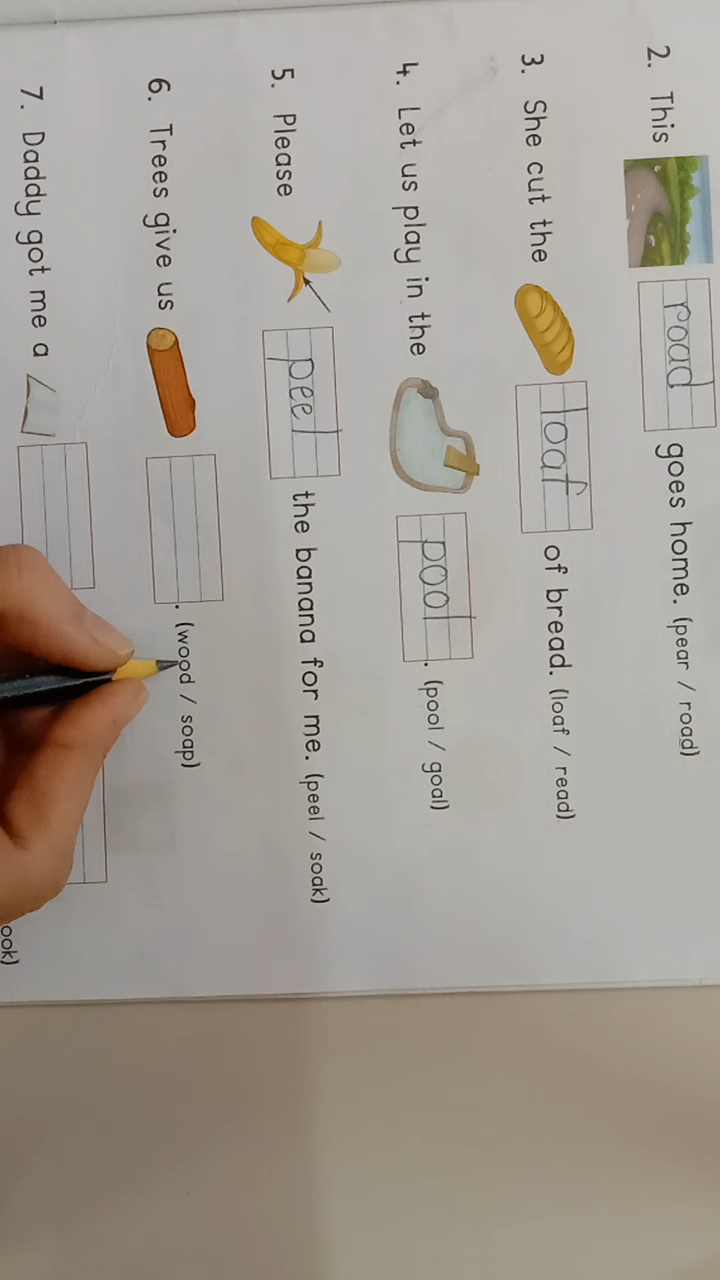 2. This road goes home. (pear / road)
3. She cut the loaf of bread. (loaf / read)
4. Let us play in the pool. (pool / goal)
5. Please peel the banana for me. (peel / soak)
6. Trees give us . (wood / soap)
7. Daddy got me a